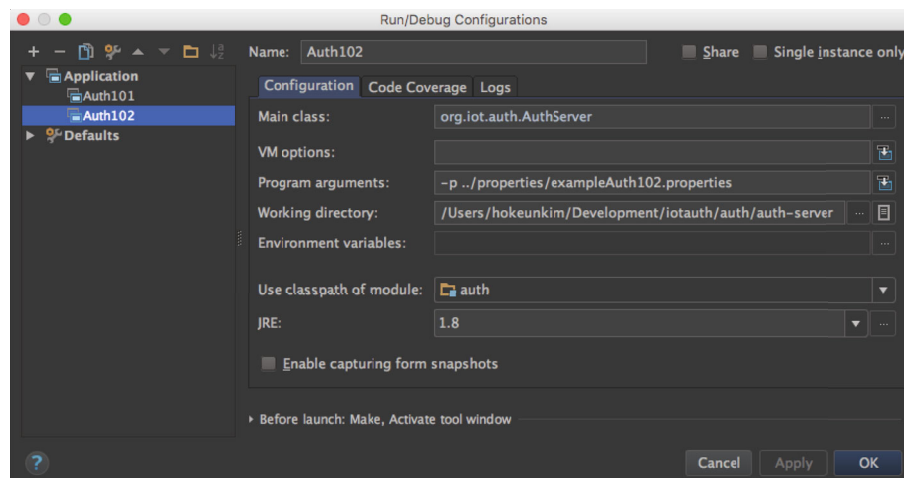 Run/Debug Configurations
Name: Auth102 Share Single instance only
Application
Auth101
Auth102
Defaults
Configuration Code Coverage Logs
Main class: org.iot.auth.AuthServer ...
VM options:
Program arguments: -p ../properties/exampleAuth102.properties
Working directory: /Users/hokeunkim/Development/iotauth/auth/auth-server ...
Environment variables: ...
Use classpath of module: auth
JRE: 1.8 ...
Enable capturing form snapshots
Before launch: Make, Activate tool window
? Cancel Apply OK